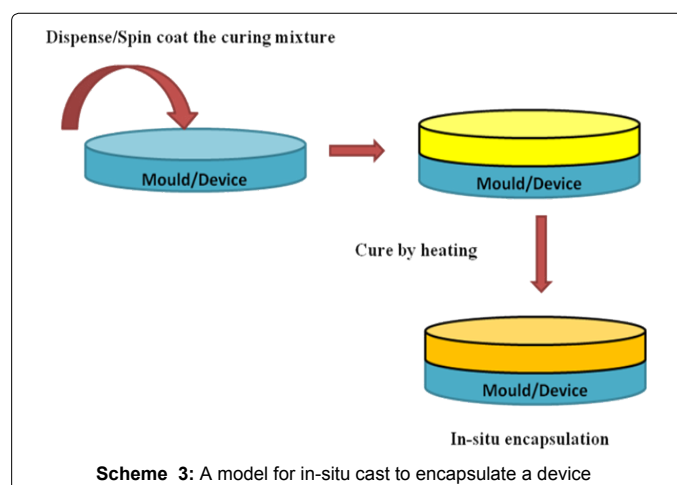 Dispense/Spin coat the curing mixture
Mould/Device
Mould/Device
Cure by heating
Mould/Device
In-situ encapsulation
Scheme 3: A model for in-situ cast to encapsulate a device